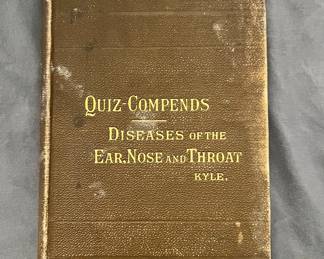 QUIZ-COMPENDS
DISEASES OF THE
EAR, NOSE AND THROAT
KYLE.